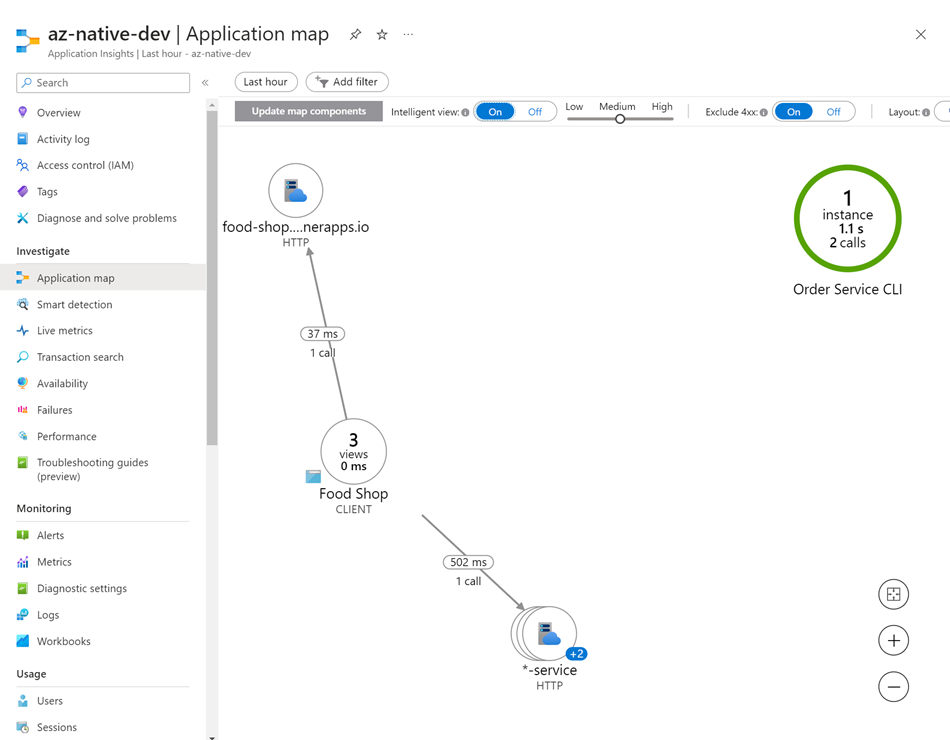 az-native-dev | Application map
Application Insights | Last hour - az-native-dev
Search
Overview
Activity log
Access control (IAM)
Tags
Diagnose and solve problems
Investigate
Application map
Smart detection
Live metrics
Transaction search
Availability
Failures
Performance
Troubleshooting guides
(preview)
Monitoring
Alerts
Metrics
Diagnostic settings
Logs
Workbooks
Usage
Users
Sessions
Last hour
Add filter
Update map components
Intelligent view:
On
Off
Low
Medium
High
Exclude 4xx:
On
Off
Layout:
food-shop....nerapps.io
HTTP
37 ms
1 call
3
views
0 ms
Food Shop
CLIENT
502 ms
1 call
+2
*-service
HTTP
1
instance
1.1 s
2 calls
Order Service CLI